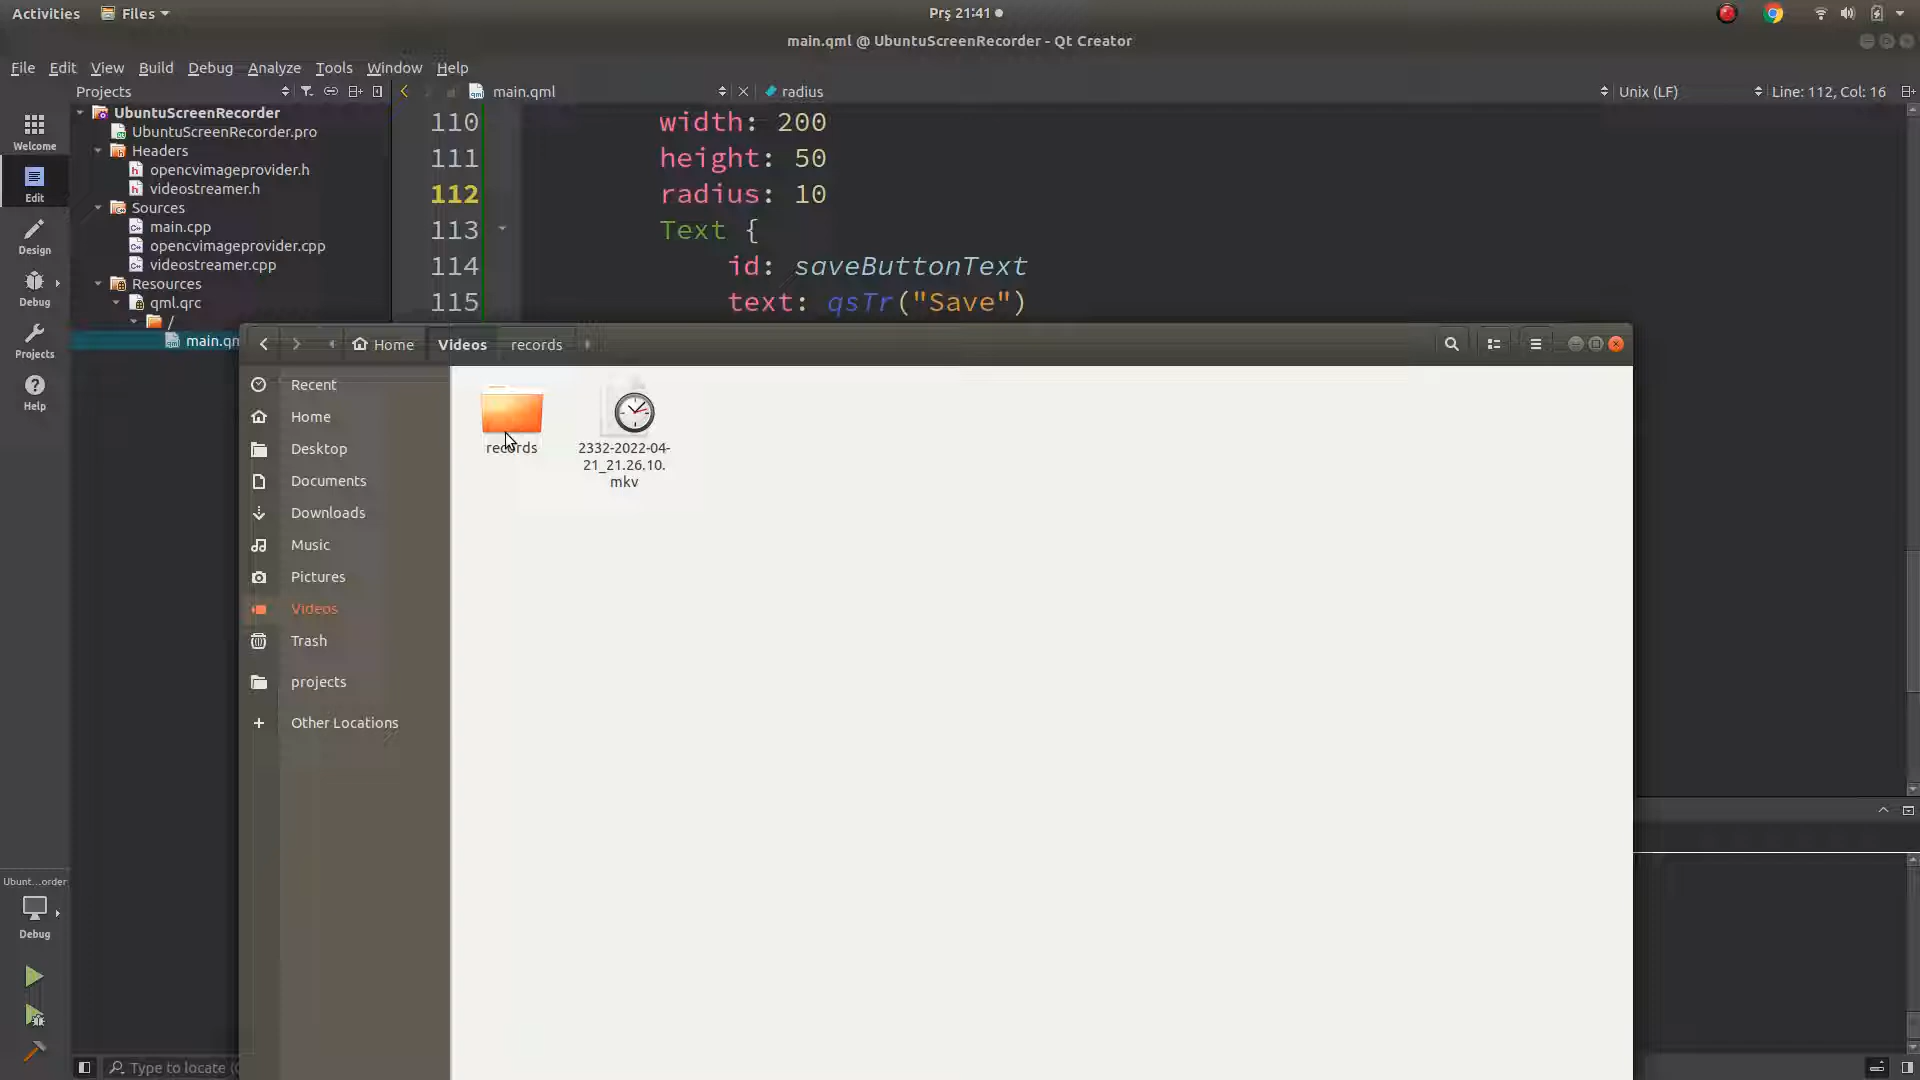 Activities
Files
Prş 21:41
main.qml @ UbuntuScreenRecorder - Qt Creator
File Edit View Build Debug Analyze Tools Window Help
Projects
main.qml
radius
Unix (LF)
Line: 112, Col: 16
Welcome
Edit
Design
Debug
Projects
Help
UbuntuScreenRecorder
UbuntuScreenRecorder.pro
Headers
opencvimageprovider.h
videostreamer.h
Sources
main.cpp
opencvimageprovider.cpp
videostreamer.cpp
Resources
qml.qrc
/
main.qm
110 width: 200
111 height: 50
112 radius: 10
113 Text {
114 id: saveButtonText
115 text: qsTr("Save")
Home Videos records
Recent
Home
Desktop
Documents
Downloads
Music
Pictures
Videos
Trash
projects
Other Locations
records
2332-2022-04-
21_21.26.10.
mkv
Ubunt...order
Debug
Type to locate (